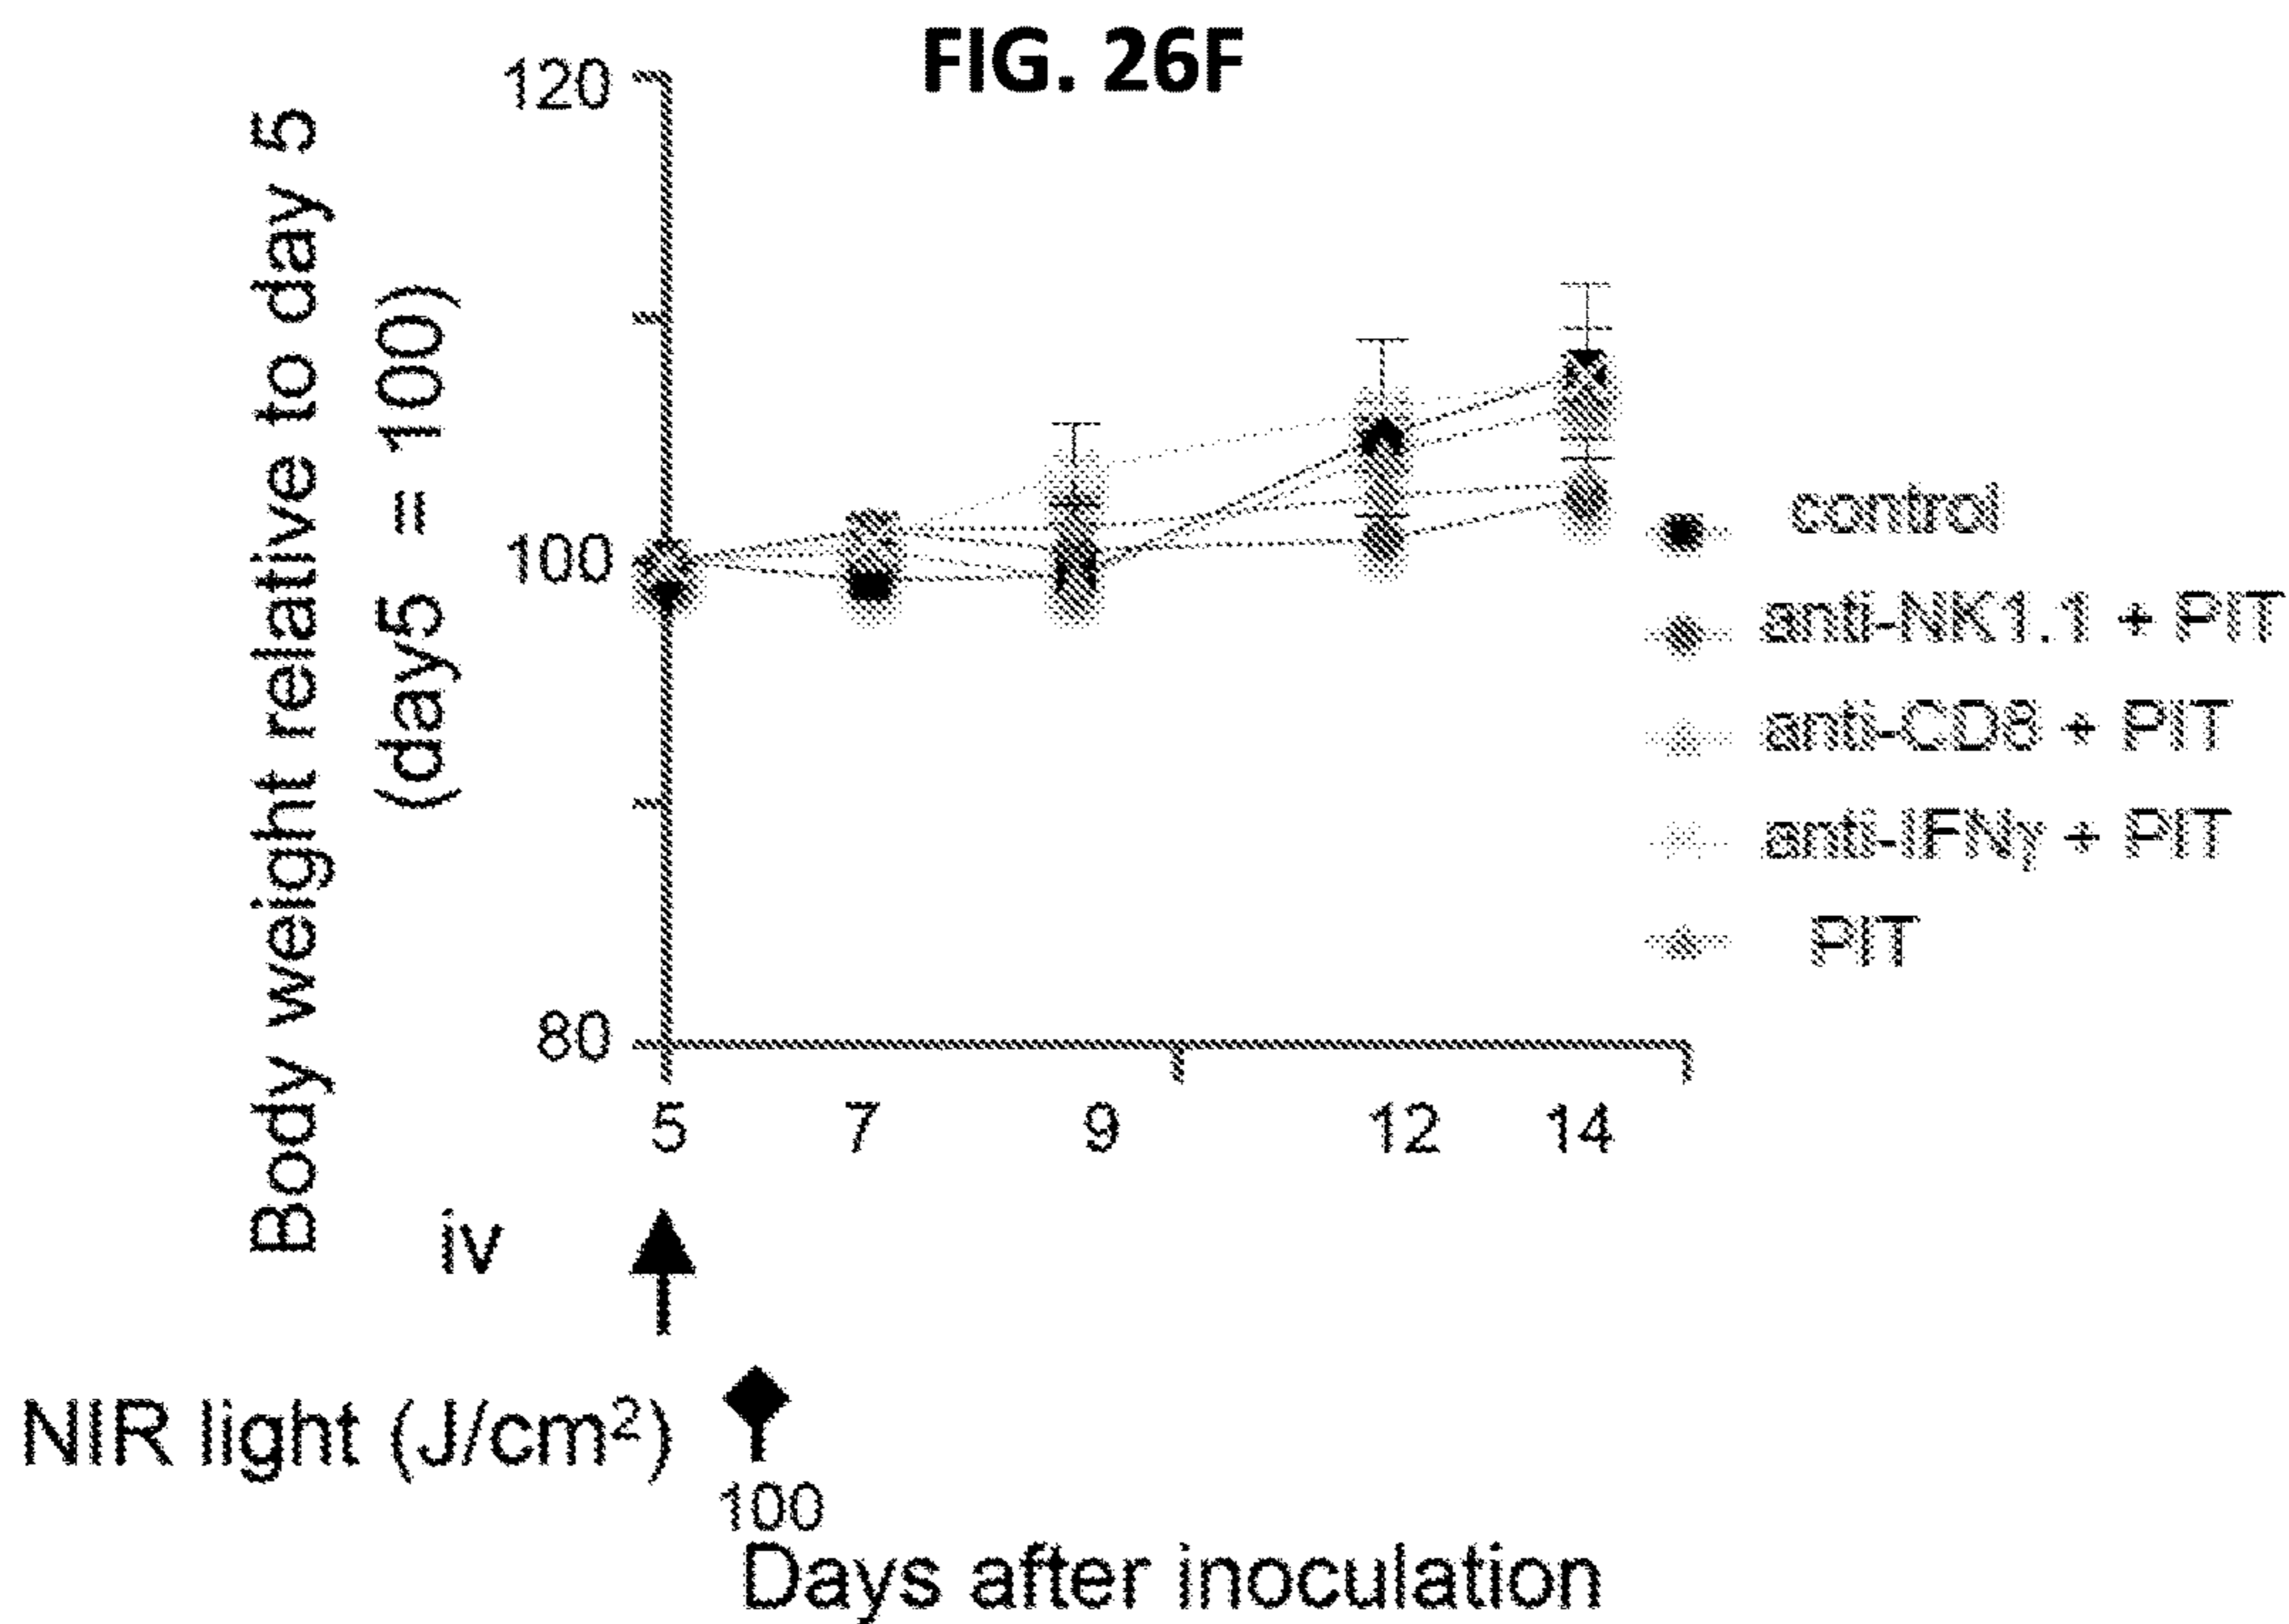 FIG. 26F
Body weight relative to day 5
(day5 = 100)
120
100
80
5 7 9 12 14
control
anti-NK1.1 + PIT
anti-CD8 + PIT
anti-IFNγ + PIT
PIT
iv
NIR light (J/cm²)
100
Days after inoculation